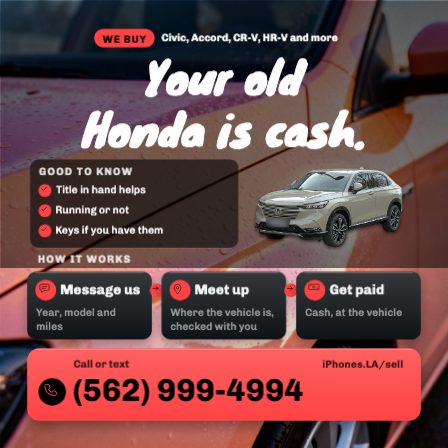 WE BUY Civic, Accord, CR-V, HR-V and more
Your old
Honda is cash.
GOOD TO KNOW
Title in hand helps
Running or not
Keys if you have them
HOW IT WORKS
Message us
Year, model and
miles
Meet up
Where the vehicle is,
checked with you
Get paid
Cash, at the vehicle
Call or text
iPhones.LA/sell
(562) 999-4994